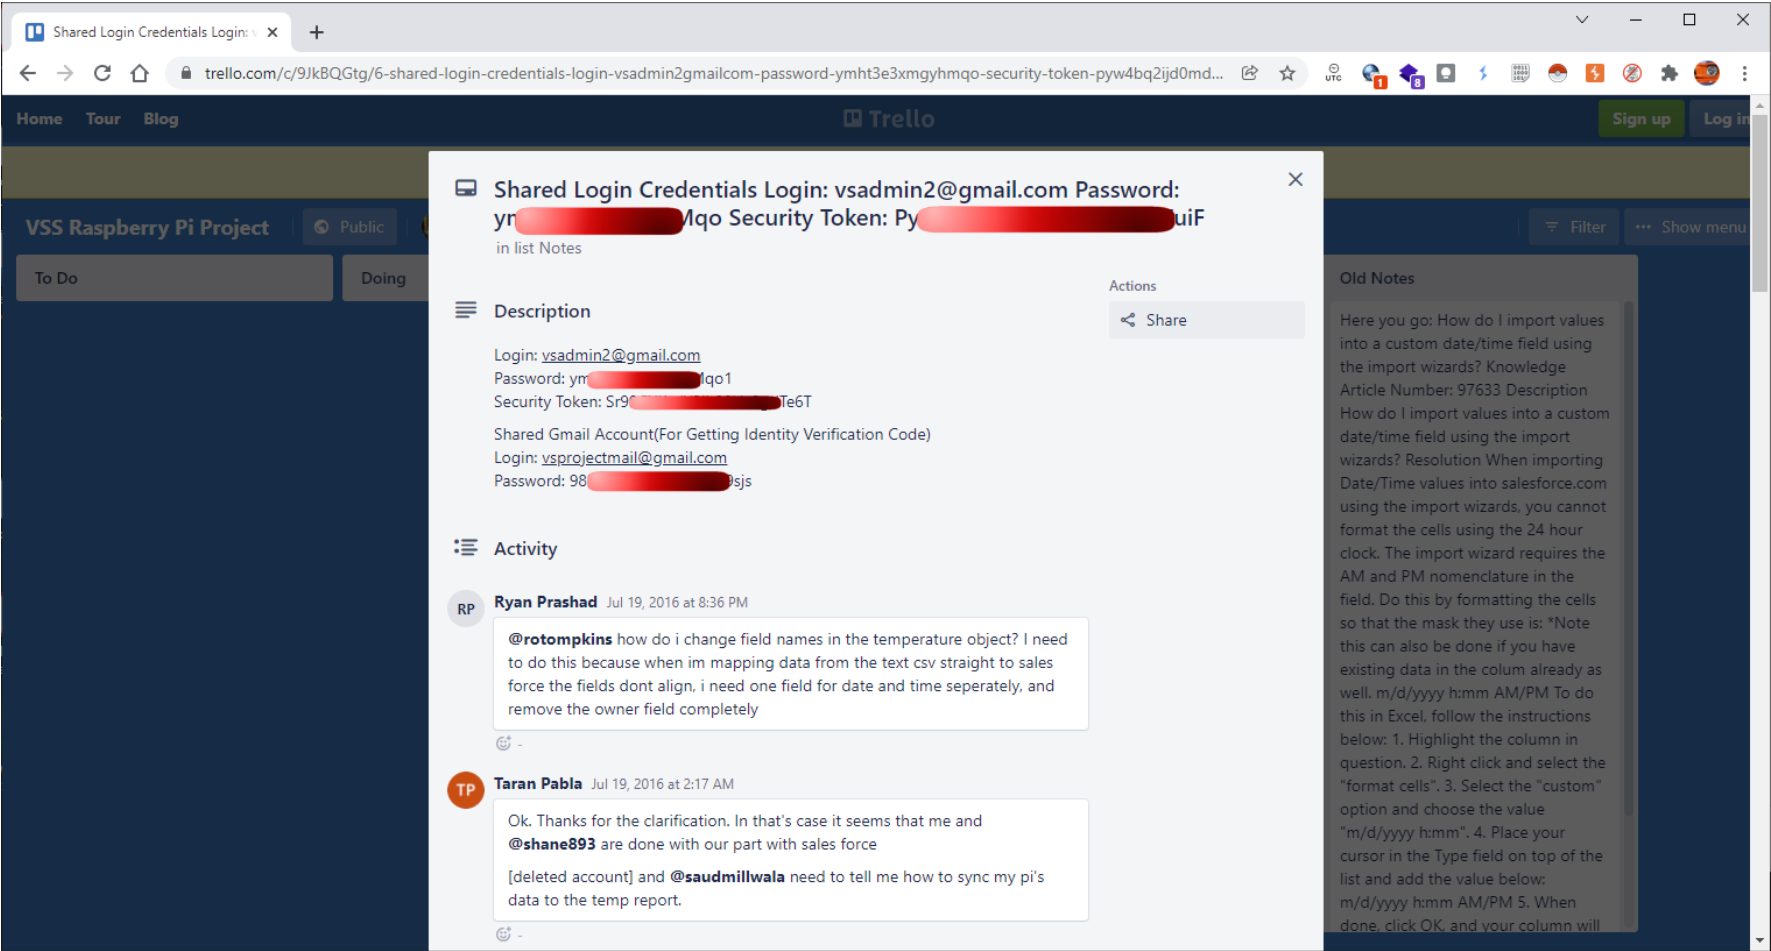 Shared Login Credentials Login:
trello.com/c/9JkBQGtg/6-shared-login-credentials-login-vsadmin2gmailcom-password-[credential omitted]-security-token-[credential omitted]...
UTC
1
8
Home Tour Blog
Trello
Sign up Log in
VSS Raspberry Pi Project
Public
Filter
Show menu
To Do
Doing
Shared Login Credentials Login: vsadmin2@gmail.com Password:
Security Token:
in list Notes
Actions
Share
Description
Login: vsadmin2@gmail.com
Password:
Security Token:
Shared Gmail Account(For Getting Identity Verification Code)
Login: vsprojectmail@gmail.com
Password:
Activity
RP
Ryan Prashad Jul 19, 2016 at 8:36 PM
@rotompkins how do i change field names in the temperature object? I need
to do this because when im mapping data from the text csv straight to sales
force the fields dont align, i need one field for date and time seperately, and
remove the owner field completely
TP
Taran Pabla Jul 19, 2016 at 2:17 AM
Ok. Thanks for the clarification. In that's case it seems that me and
@shane893 are done with our part with sales force
[deleted account] and @saudmillwala need to tell me how to sync my pi's
data to the temp report.
Old Notes
Here you go: How do I import values
into a custom date/time field using
the import wizards? Knowledge
Article Number: 97633 Description
How do I import values into a custom
date/time field using the import
wizards? Resolution When importing
Date/Time values into salesforce.com
using the import wizards, you cannot
format the cells using the 24 hour
clock. The import wizard requires the
AM and PM nomenclature in the
field. Do this by formatting the cells
so that the mask they use is: *Note
this can also be done if you have
existing data in the colum already as
well. m/d/yyyy h:mm AM/PM To do
this in Excel, follow the instructions
below: 1. Highlight the column in
question. 2. Right click and select the
"format cells". 3. Select the "custom"
option and choose the value
"m/d/yyyy h:mm". 4. Place your
cursor in the Type field on top of the
list and add the value below:
m/d/yyyy h:mm AM/PM 5. When
done, click OK, and your column will